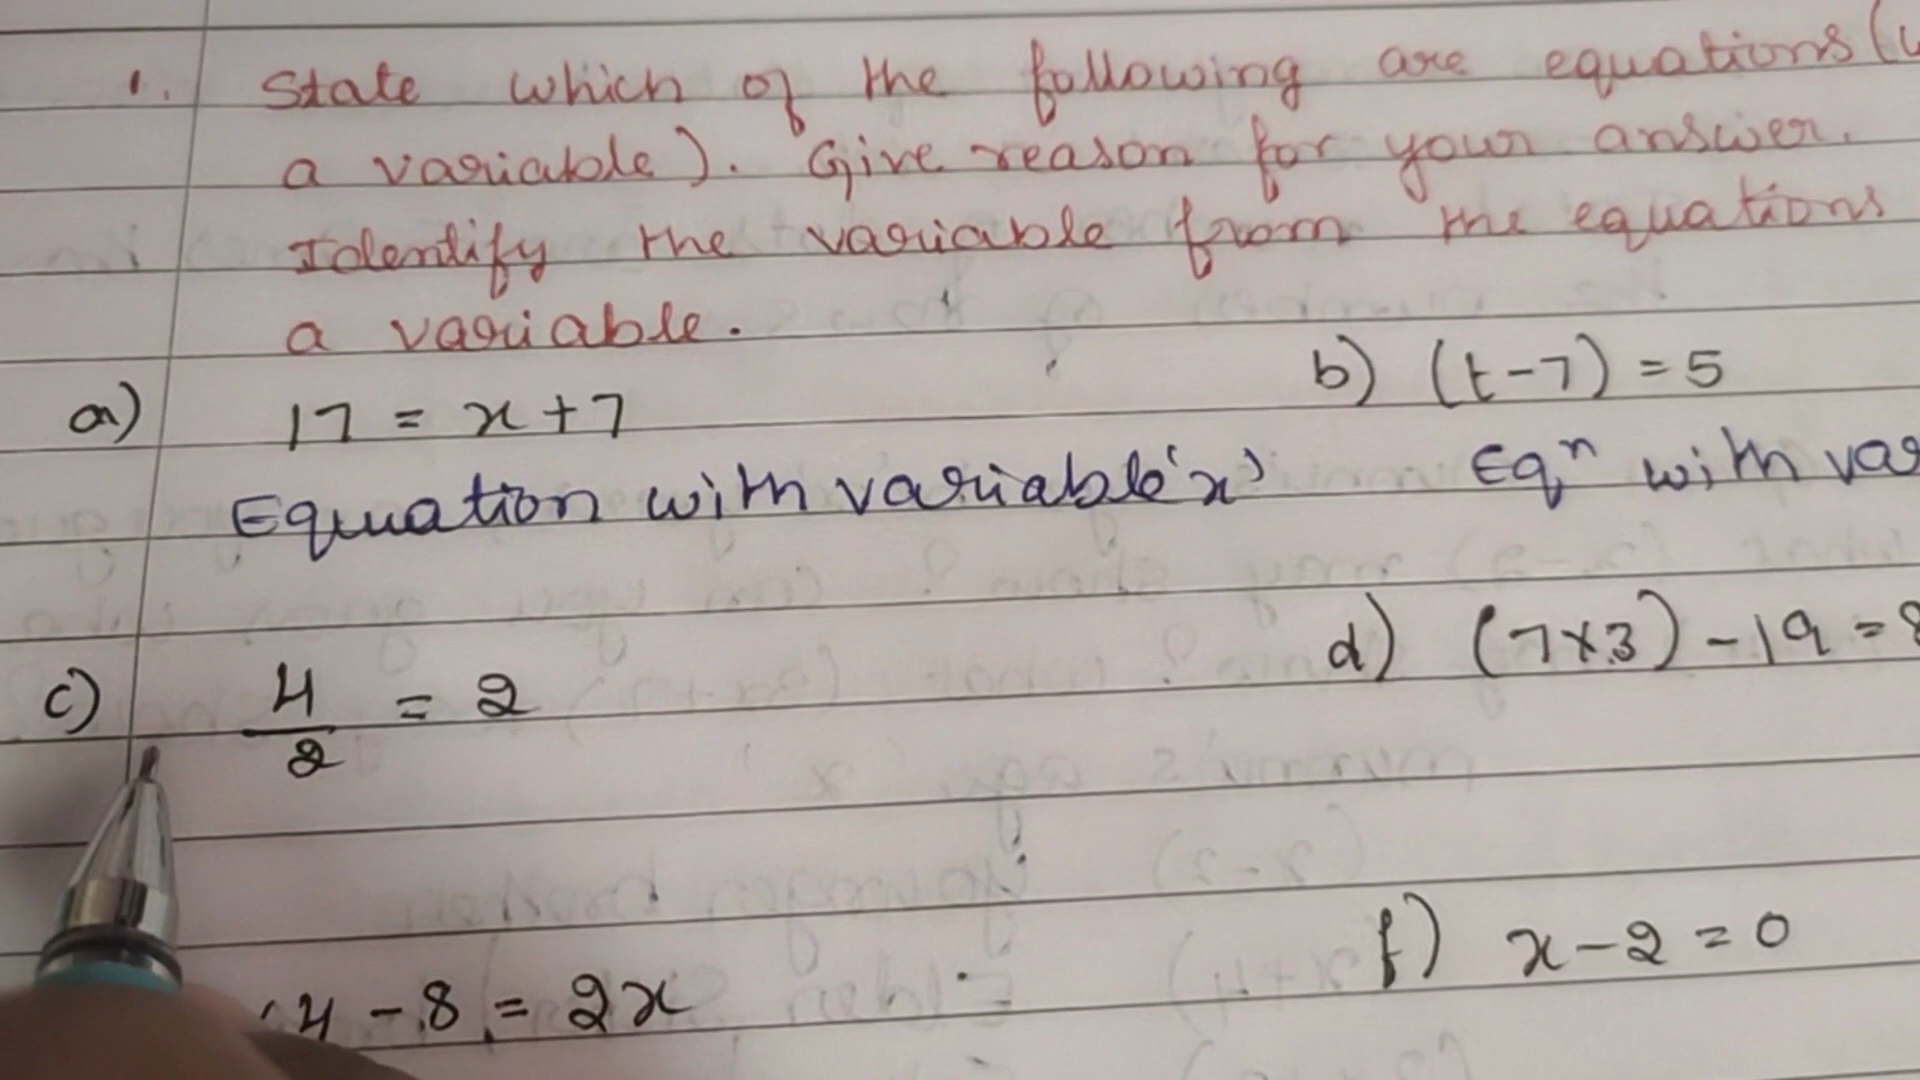 1. State which of the following are equations (
a variable). Give reason for your answer.
Identify the variable from the equations
a variable.
a) 17 = x + 7
b) (t - 7) = 5
Equation with variable 'x'
Eqⁿ with var
c) 4/2 = 2
d) (7 × 3) - 19 = 8
4 - 8 = 2x
f) x - 2 = 0